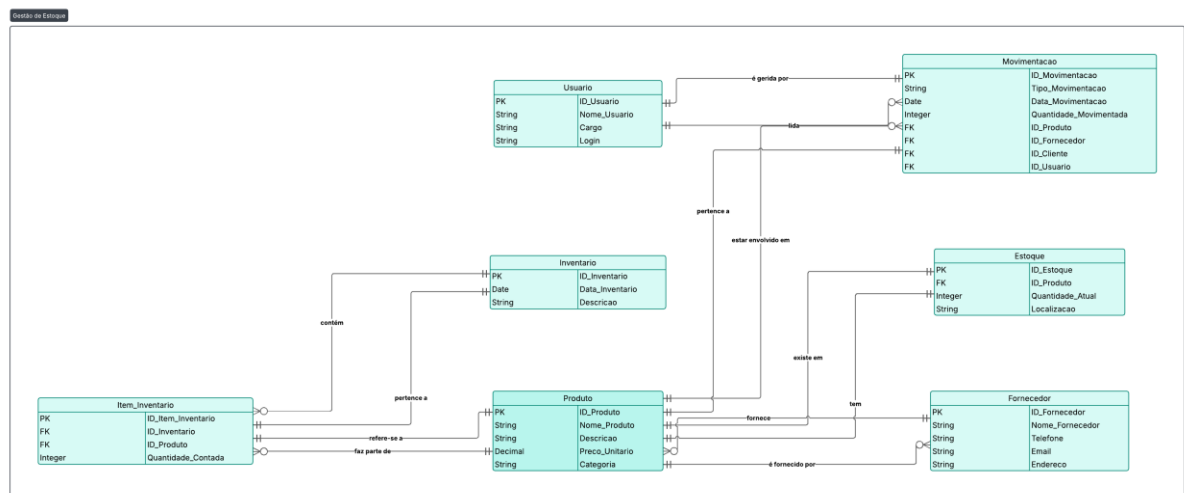 Gestão de Estoque
Movimentacao
PK ID_Movimentacao
String Tipo_Movimentacao
Date Data_Movimentacao
Integer Quantidade_Movimentada
FK ID_Produto
FK ID_Fornecedor
FK ID_Cliente
FK ID_Usuario
é gerida por
Usuario
PK ID_Usuario
String Nome_Usuario
String Cargo
String Login
lida
pertence a
estar envolvido em
Inventario
PK ID_Inventario
Date Data_Inventario
String Descricao
Estoque
PK ID_Estoque
FK ID_Produto
Integer Quantidade_Atual
String Localizacao
contém
existe em
pertence a
tem
Item_Inventario
PK ID_Item_Inventario
FK ID_Inventario
FK ID_Produto
Integer Quantidade_Contada
refere-se a
faz parte de
Produto
PK ID_Produto
String Nome_Produto
String Descricao
Decimal Preco_Unitario
String Categoria
fornece
é fornecido por
Fornecedor
PK ID_Fornecedor
String Nome_Fornecedor
String Telefone
String Email
String Endereco